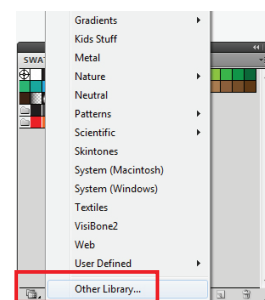 Gradients
Kids Stuff
SWA
Metal
Nature
Neutral
Patterns
Scientific
Skintones
System (Macintosh)
System (Windows)
Textiles
VisiBone2
Web
User Defined
Other Library...